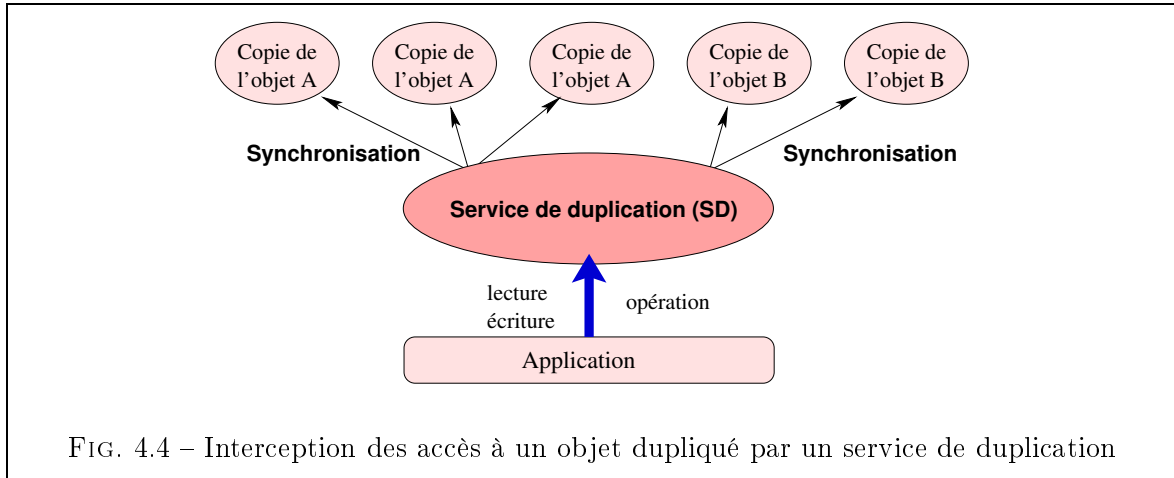 Copie de
l'objet A
Copie de
l'objet A
Copie de
l'objet A
Copie de
l'objet B
Copie de
l'objet B
Synchronisation
Synchronisation
Service de duplication (SD)
lecture
écriture
opération
Application
FIG. 4.4 – Interception des accès à un objet dupliqué par un service de duplication